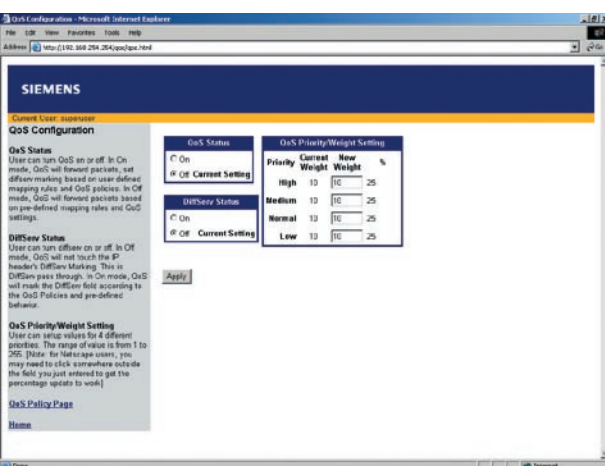 QoS Configuration - Microsoft Internet Explorer
File Edit View Favorites Tools Help
Address http://192.168.254.254/qos/qos.html
Go
SIEMENS
Current User: superuser
QoS Configuration
QoS Status
User can turn QoS on or off. In On
mode, QoS will forward packets, set
diffserv marking based on user defined
mapping rules and QoS policies. In Off
mode, QoS will forward packets based
on pre-defined mapping rules and QoS
settings.
DiffServ Status
User can turn diffserv on or off. In Off
mode, QoS will not touch the IP
header's DiffServ Marking. This is
DiffServ pass through. In On mode, QoS
will mark the DiffServ field according to
the QoS Policies and pre-defined
behavior.
QoS Priority/Weight Setting
User can setup values for 4 different
priorities. The range of value is from 1 to
255. [Note: for Netscape users, you
may need to click somewhere outside
the field you just entered to get the
percentage update to work]
QoS Policy Page
Home
QoS Status
On
Off Current Setting
DiffServ Status
On
Off Current Setting
QoS Priority/Weight Setting
Priority Current Weight New Weight %
High 10 10 25
Medium 10 10 25
Normal 10 10 25
Low 10 10 25
Apply
Done
Internet